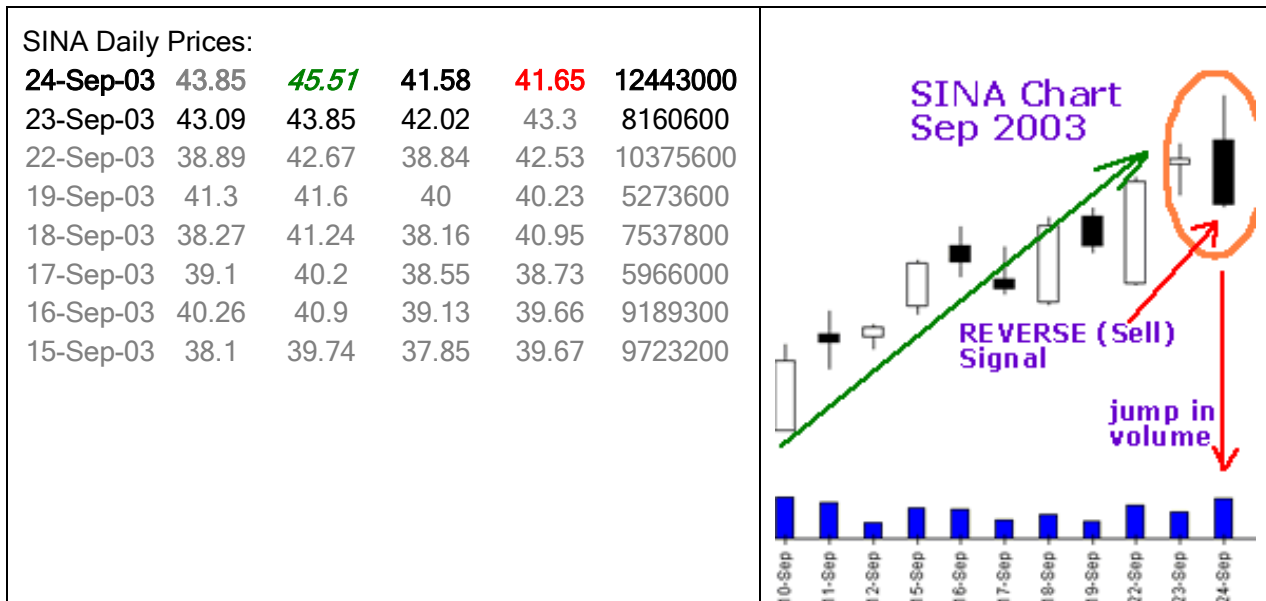 SINA Daily Prices:
24-Sep-03 43.85 45.51 41.58 41.65 12443000
23-Sep-03 43.09 43.85 42.02 43.3 8160600
22-Sep-03 38.89 42.67 38.84 42.53 10375600
19-Sep-03 41.3 41.6 40 40.23 5273600
18-Sep-03 38.27 41.24 38.16 40.95 7537800
17-Sep-03 39.1 40.2 38.55 38.73 5966000
16-Sep-03 40.26 40.9 39.13 39.66 9189300
15-Sep-03 38.1 39.74 37.85 39.67 9723200
SINA Chart
Sep 2003
REVERSE (Sell)
Signal
jump in
volume
10-Sep
11-Sep
12-Sep
15-Sep
16-Sep
17-Sep
18-Sep
19-Sep
22-Sep
23-Sep
24-Sep